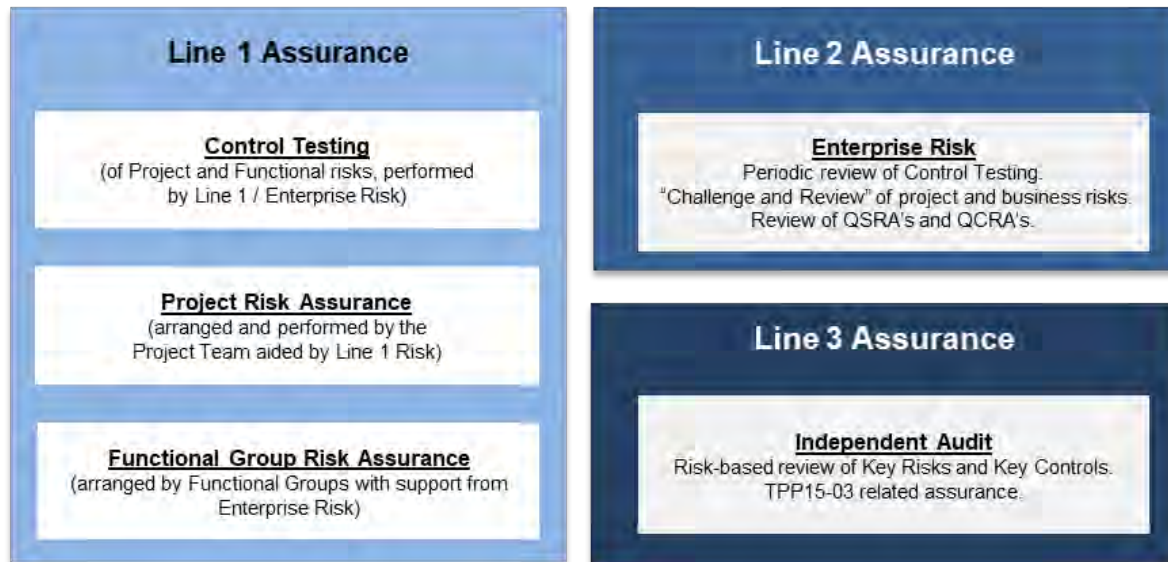 Line 1 Assurance
Control Testing
(of Project and Functional risks, performed
by Line 1 / Enterprise Risk)
Project Risk Assurance
(arranged and performed by the
Project Team aided by Line 1 Risk)
Functional Group Risk Assurance
(arranged by Functional Groups with support from
Enterprise Risk)
Line 2 Assurance
Enterprise Risk
Periodic review of Control Testing.
“Challenge and Review” of project and business risks.
Review of QSRA's and QCRA's.
Line 3 Assurance
Independent Audit
Risk-based review of Key Risks and Key Controls.
TPP15-03 related assurance.